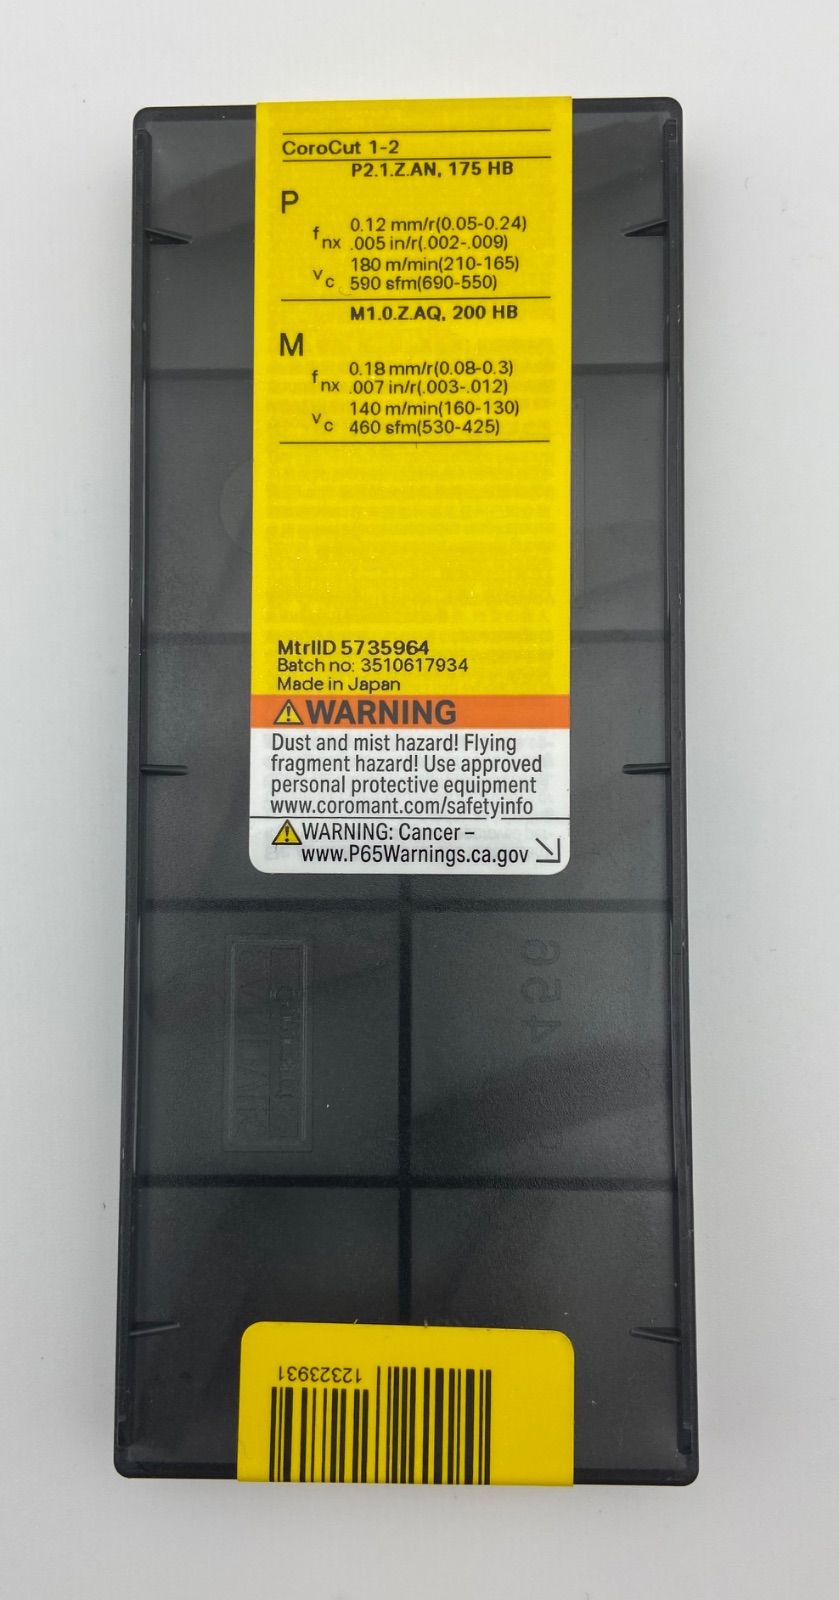 CoroCut 1-2
P2.1.Z.AN, 175 HB
P
fnx 0.12 mm/r(0.05-0.24)
.005 in/r(.002-.009)
vc 180 m/min(210-165)
590 sfm(690-550)
M1.0.Z.AQ, 200 HB
M
fnx 0.18 mm/r(0.08-0.3)
.007 in/r(.003-.012)
vc 140 m/min(160-130)
460 sfm(530-425)
MtrlID 5735964
Batch no: 3510617934
Made in Japan
⚠WARNING
Dust and mist hazard! Flying
fragment hazard! Use approved
personal protective equipment
www.coromant.com/safetyinfo
⚠WARNING: Cancer –
www.P65Warnings.ca.gov
12323931